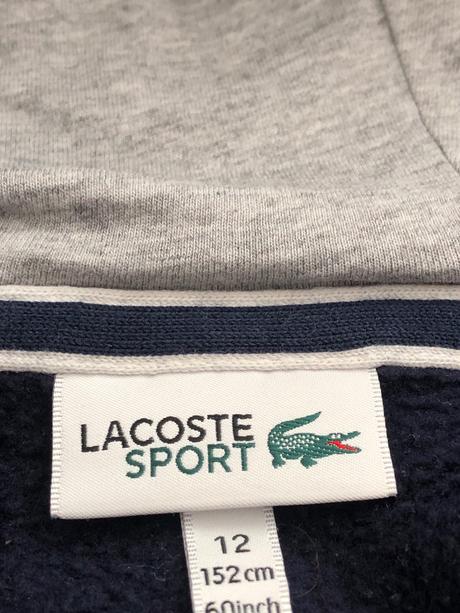 LACOSTE
SPORT
12
152cm
60inch